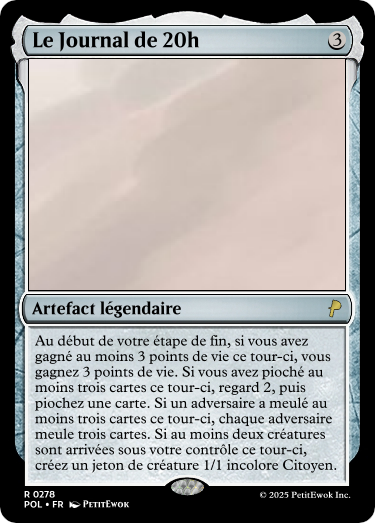 Le Journal de 20h
3
Artefact légendaire
Au début de votre étape de fin, si vous avez
gagné au moins 3 points de vie ce tour-ci, vous
gagnez 3 points de vie. Si vous avez pioché au
moins trois cartes ce tour-ci, regard 2, puis
piochez une carte. Si un adversaire a meulé au
moins trois cartes ce tour-ci, chaque adversaire
meule trois cartes. Si au moins deux créatures
sont arrivées sous votre contrôle ce tour-ci,
créez un jeton de créature 1/1 incolore Citoyen.
R 0278
POL • FR PetitEwok
© 2025 PetitEwok Inc.